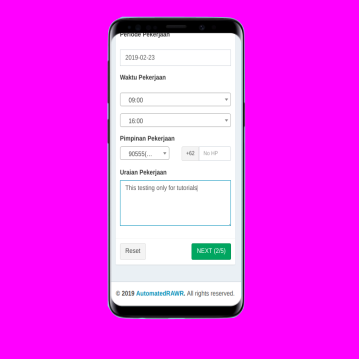 Periode Pekerjaan
2019-02-23
Waktu Pekerjaan
09:00
16:00
Pimpinan Pekerjaan
90555(... +62 No HP
Uraian Pekerjaan
This testing only for tutorials
Reset NEXT (2/5)
© 2019 AutomatedRAWR. All rights reserved.